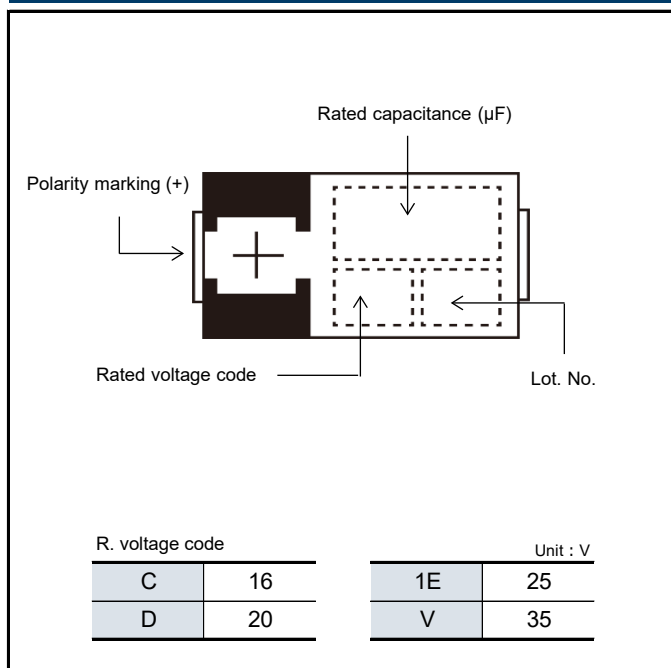 Rated capacitance (µF)
Polarity marking (+)
Rated voltage code
Lot. No.
R. voltage code
Unit : V
C 16 1E 25
D 20 V 35